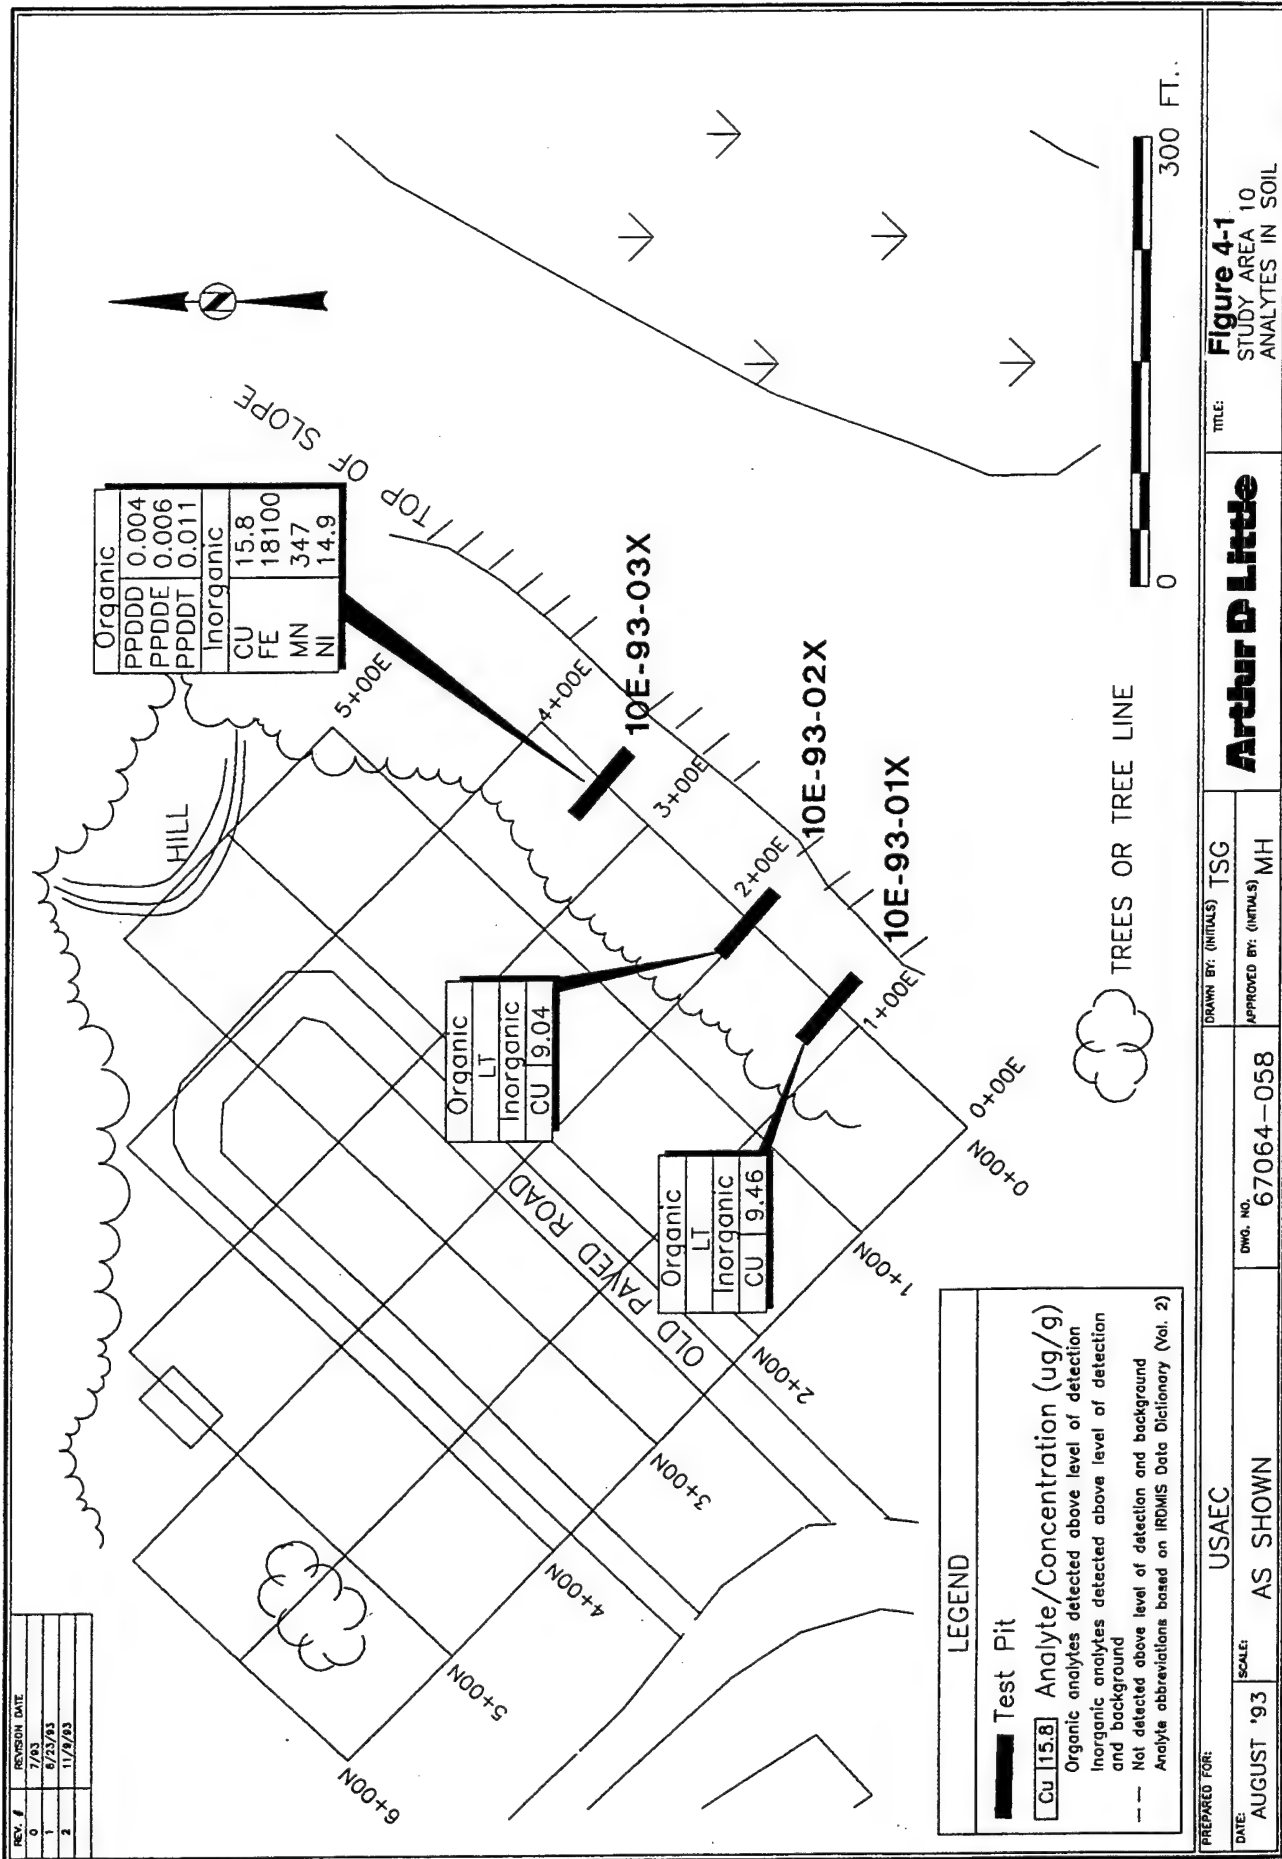 REV. # REVISION DATE
0 7/93
1 8/23/93
2 11/9/93
HILL
Organic
PPDDD 0.004
PPDDE 0.006
PPDDT 0.011
Inorganic
CU 15.8
FE 18100
MN 347
NI 14.9
N
TOP OF SLOPE
5+00E
4+00E
3+00E
2+00E
1+00E
0+00E
0+00N
1+00N
2+00N
3+00N
4+00N
5+00N
6+00N
10E-93-03X
10E-93-02X
10E-93-01X
Organic
LT
Inorganic
CU 9.04
Organic
LT
Inorganic
CU 9.46
OLD PAVED ROAD
TREES OR TREE LINE
0 300 FT.
LEGEND
Test Pit
Cu 15.8 Analyte/Concentration (ug/g)
Organic analytes detected above level of detection
Inorganic analytes detected above level of detection
and background
-- Not detected above level of detection and background
Analyte abbreviations based on IRDMIS Data Dictionary (Vol. 2)
PREPARED FOR: USAEC
DATE: AUGUST '93
SCALE: AS SHOWN
DWG. NO. 67064-058
DRAWN BY: (INITIALS) TSG
APPROVED BY: (INITIALS) MH
Arthur D Little
TITLE: Figure 4-1
STUDY AREA 10
ANALYTES IN SOIL